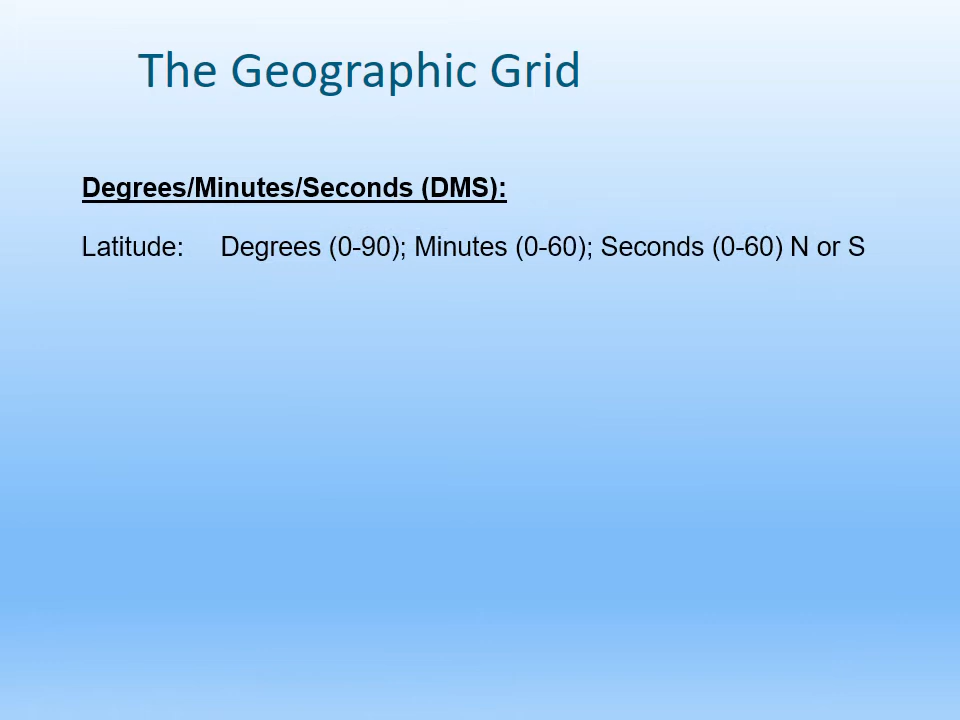 The Geographic Grid
Degrees/Minutes/Seconds (DMS):
Latitude: Degrees (0-90); Minutes (0-60); Seconds (0-60) N or S